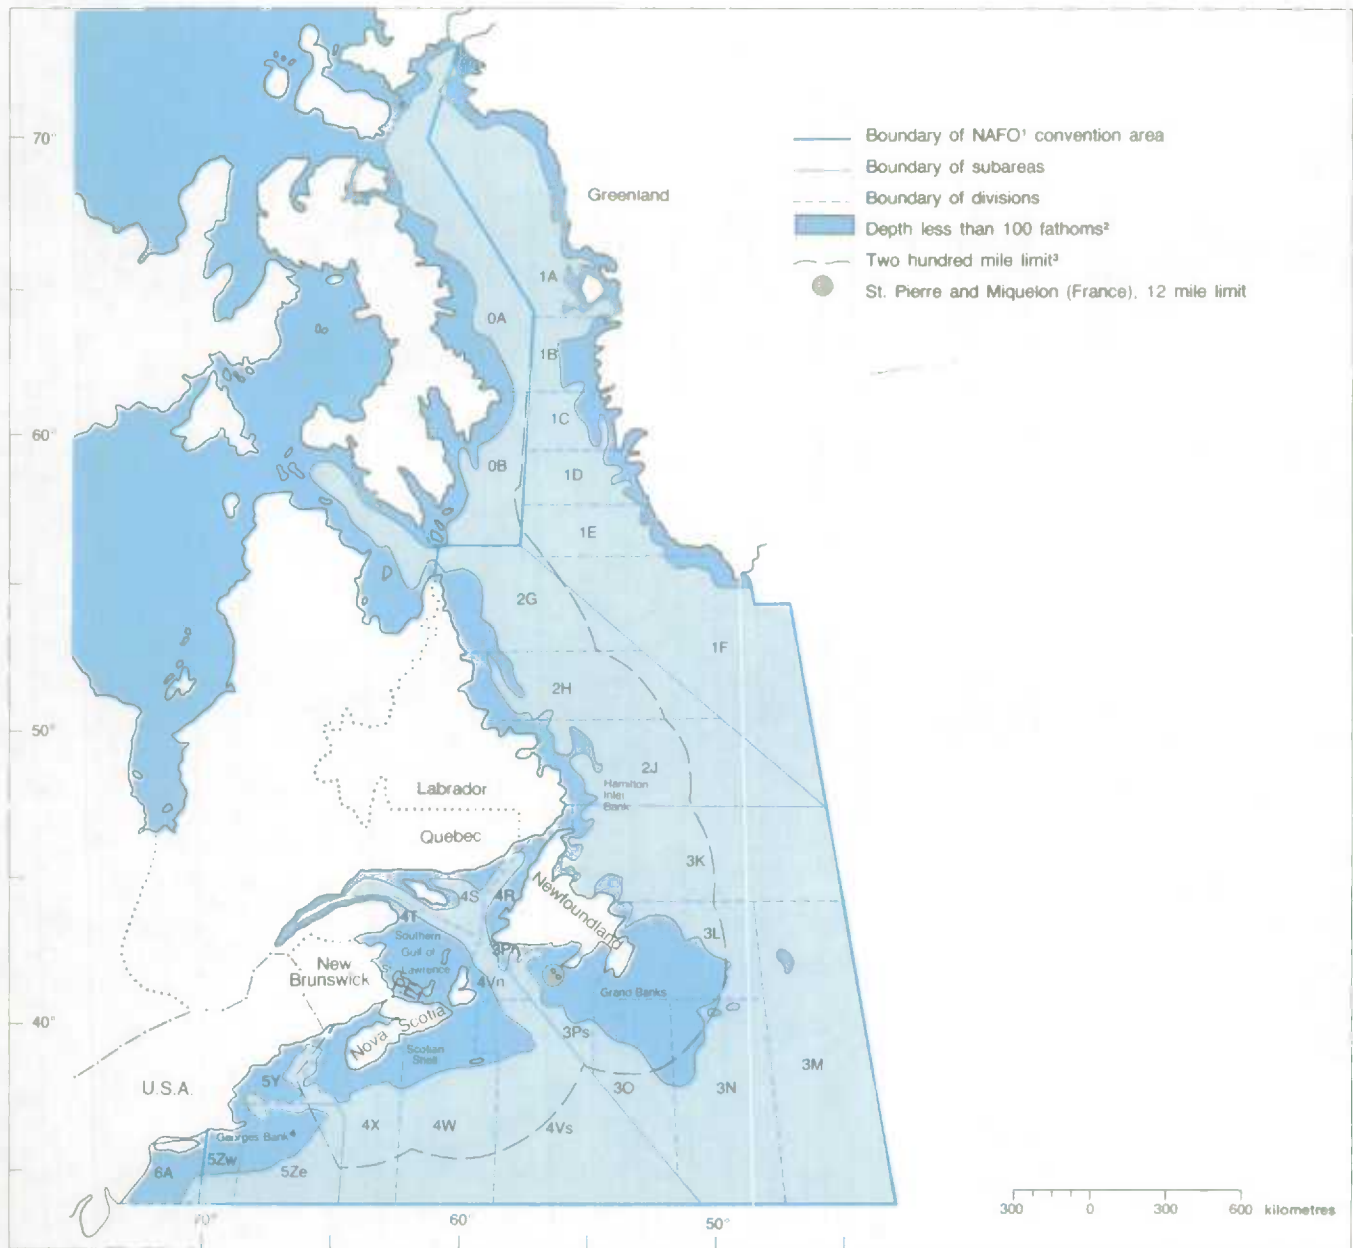 70°
Boundary of NAFO¹ convention area
Boundary of subareas
Greenland
Boundary of divisions
Depth less than 100 fathoms²
Two hundred mile limit³
1A
St. Pierre and Miquelon (France), 12 mile limit
0A
1B
1C
60°
0B
1D
1E
2G
1F
2H
50°
2J
Labrador
Hamilton
Inlet
Bank
Quebec
3K
Newfoundland
4S
4R
4T
3L
Southern
Gulf of
St. Lawrence
New
Brunswick
PEI
4Vn
Grand Banks
40°
Nova Scotia
3Ps
Scotian
Shelf
3M
5Y
U.S.A.
3O
3N
4X
4W
4Vs
Georges Bank⁴
5Zw
6A
5Ze
70°
60°
50°
300
0
300
600
kilometres